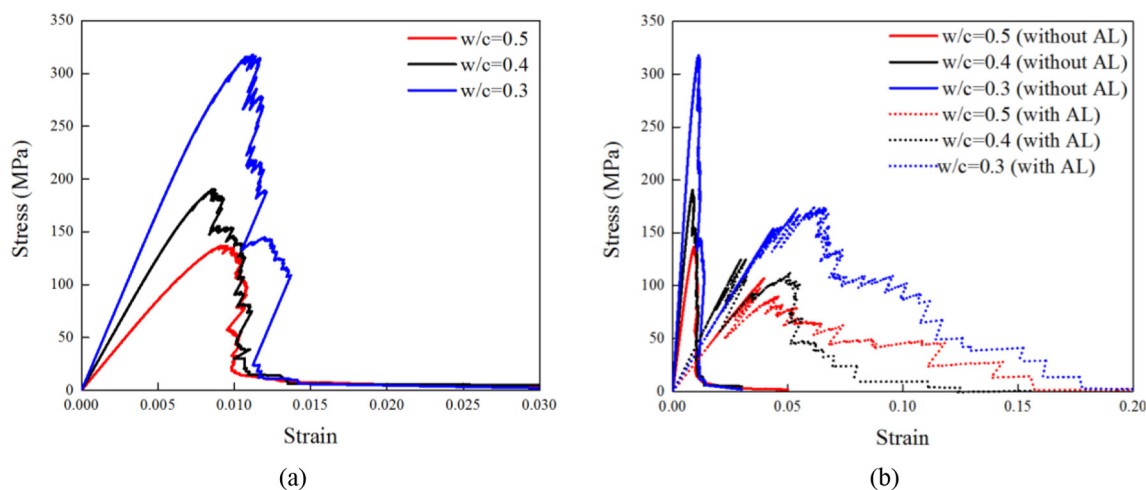 350
300
250
200
150
100
50
0
Stress (MPa)
0.000
0.005
0.010
0.015
0.020
0.025
0.030
Strain
w/c=0.5
w/c=0.4
w/c=0.3
(a)
350
300
250
200
150
100
50
0
Stress (MPa)
0.00
0.05
0.10
0.15
0.20
Strain
w/c=0.5 (without AL)
w/c=0.4 (without AL)
w/c=0.3 (without AL)
w/c=0.5 (with AL)
w/c=0.4 (with AL)
w/c=0.3 (with AL)
(b)